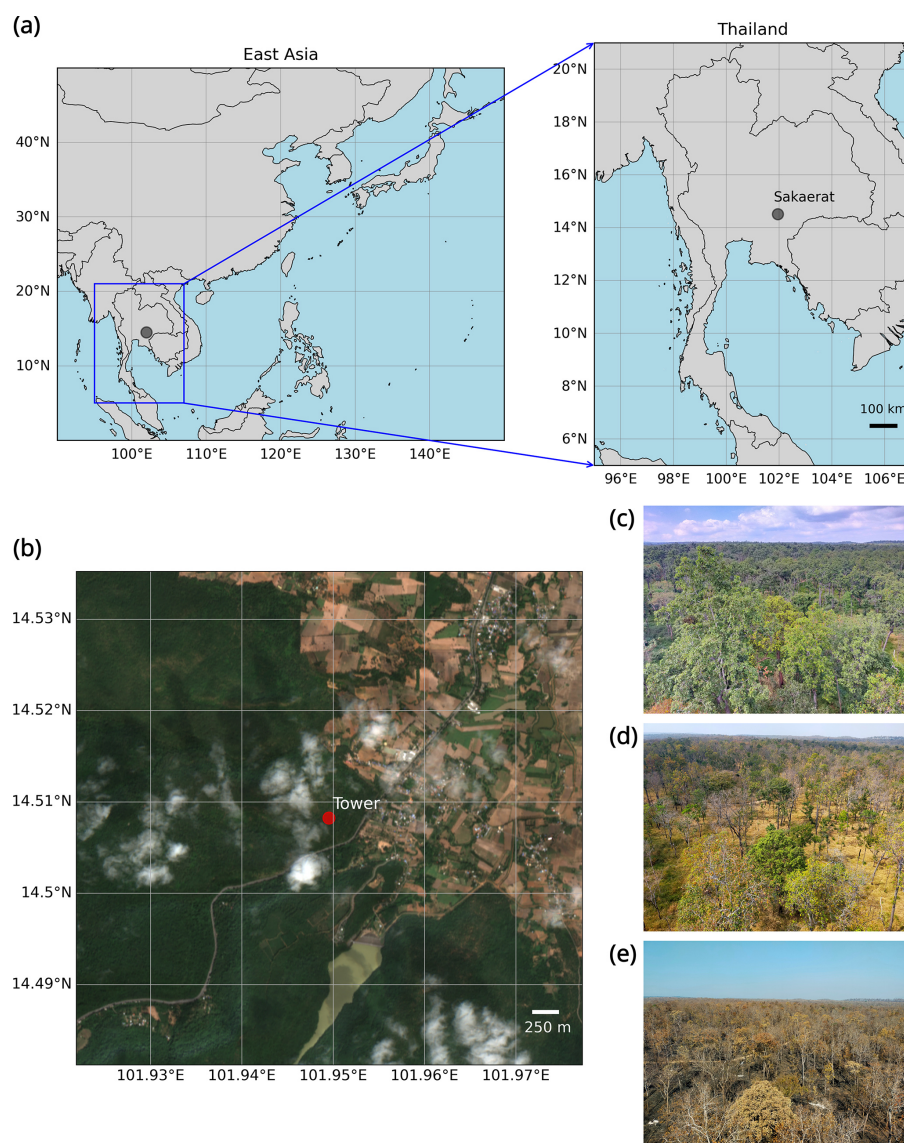 (a)
East Asia
Thailand
40°N
30°N
20°N
10°N
100°E 110°E 120°E 130°E 140°E
20°N
18°N
16°N
14°N
12°N
10°N
8°N
6°N
Sakaerat
100 km
96°E 98°E 100°E 102°E 104°E 106°E
(b)
14.53°N
14.52°N
14.51°N
14.5°N
14.49°N
Tower
250 m
101.93°E 101.94°E 101.95°E 101.96°E 101.97°E
(c)
(d)
(e)